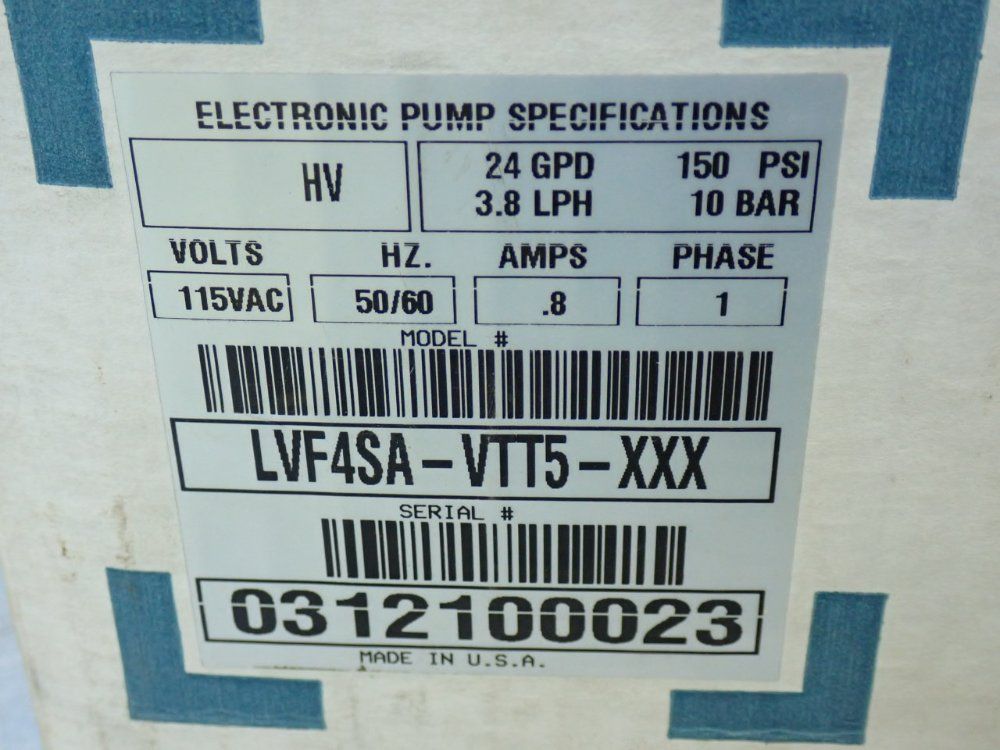 ELECTRONIC PUMP SPECIFICATIONS
HV
24 GPD 150 PSI
3.8 LPH 10 BAR
VOLTS HZ. AMPS PHASE
115VAC 50/60 .8 1
MODEL #
LVF4SA-VTT5-XXX
SERIAL #
0312100023
MADE IN U.S.A.